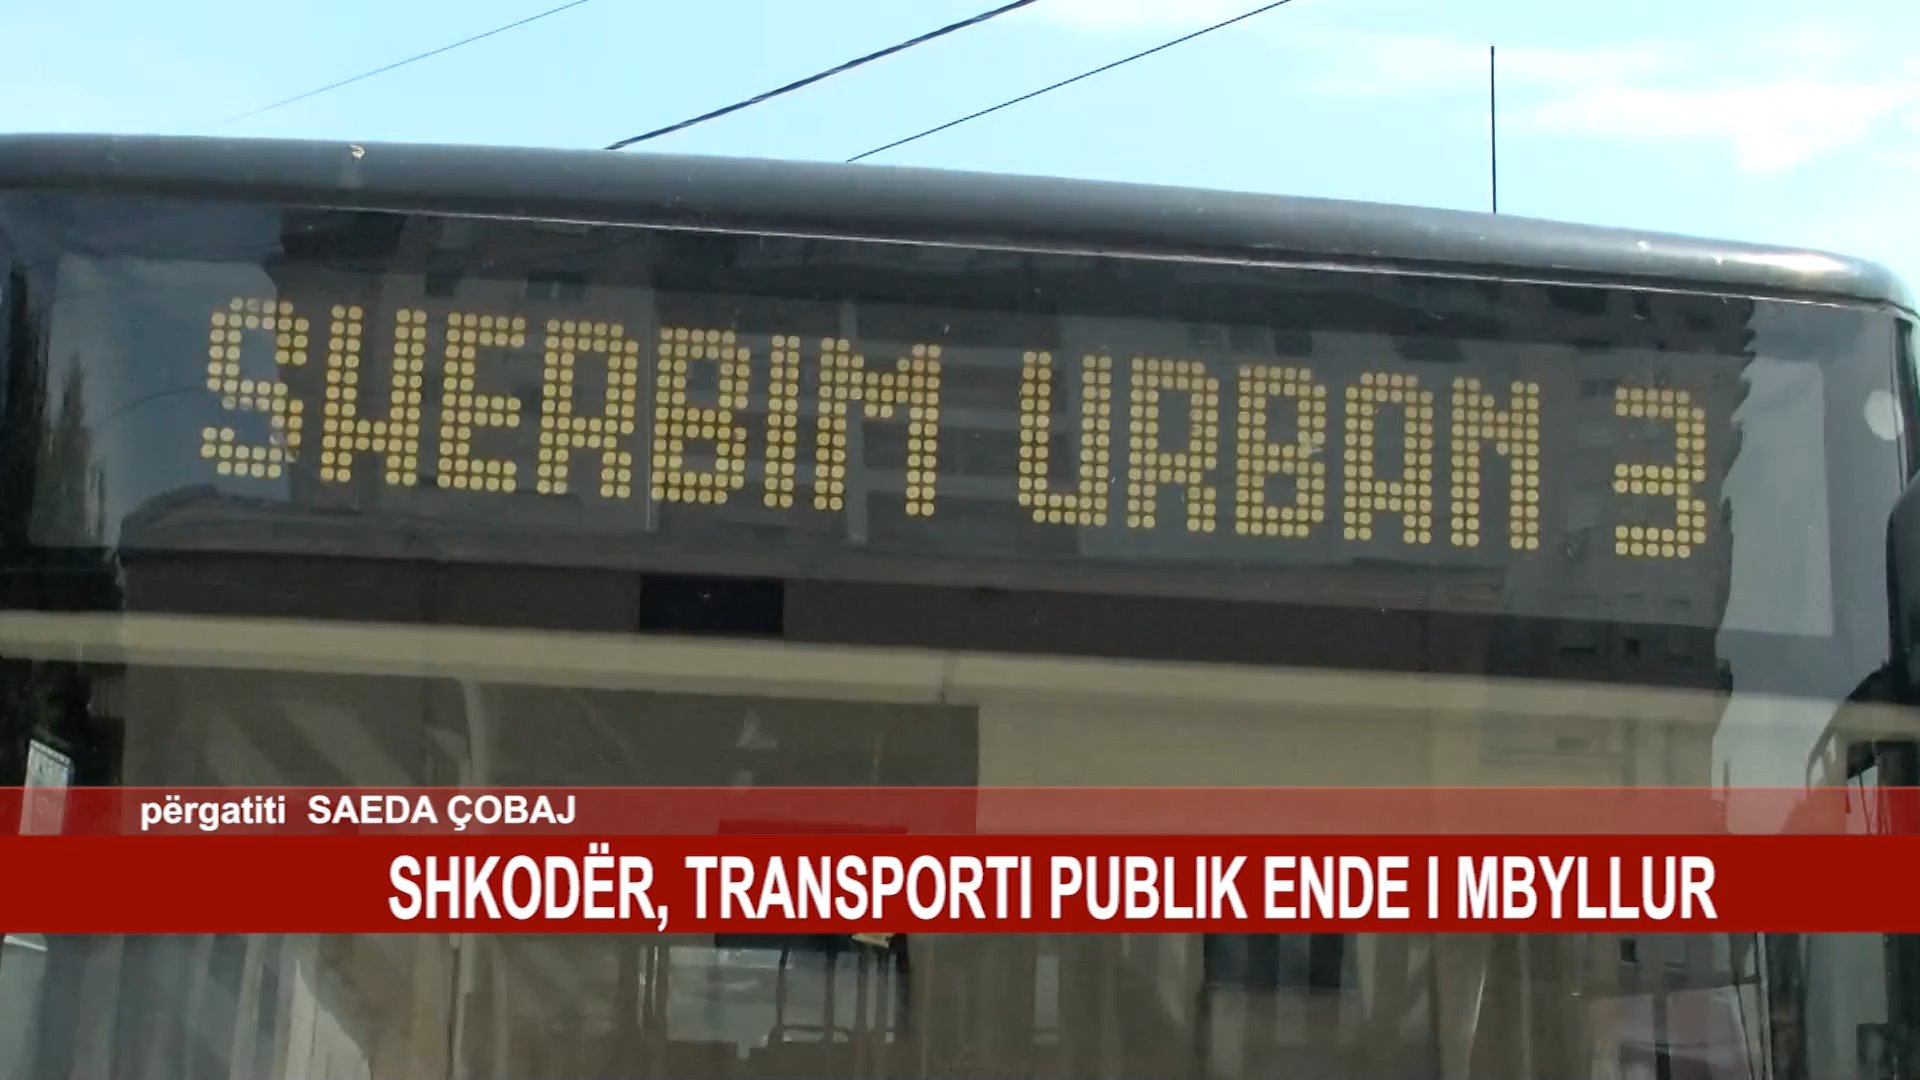 SHERBIM URBAN 3
përgatiti SAEDA ÇOBAJ
SHKODËR, TRANSPORTI PUBLIK ENDE I MBYLLUR